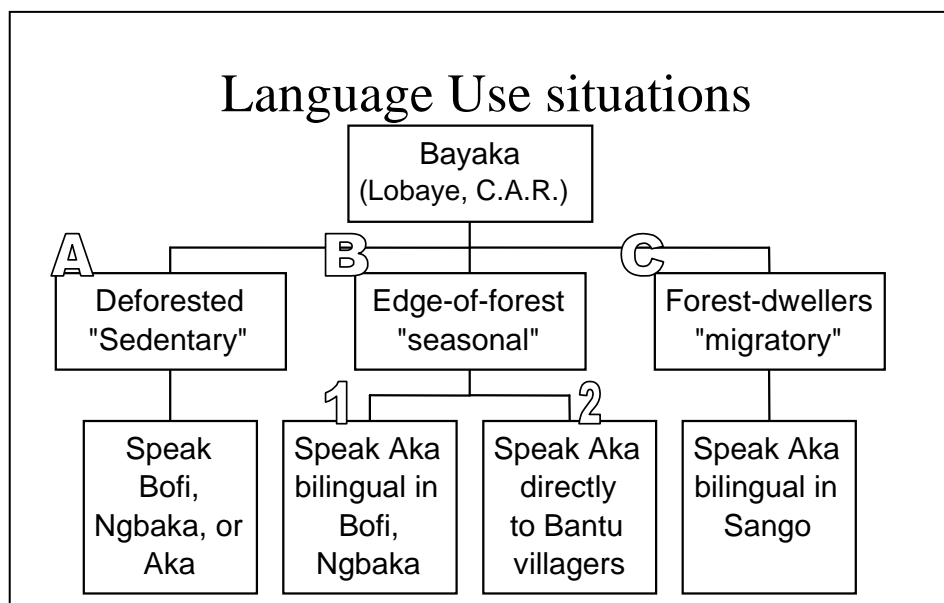 Language Use situations
Bayaka
(Lobaye, C.A.R.)
A
B
C
Deforested
"Sedentary"
Edge-of-forest
"seasonal"
Forest-dwellers
"migratory"
1
2
Speak
Bofi,
Ngbaka, or
Aka
Speak Aka
bilingual in
Bofi,
Ngbaka
Speak Aka
directly
to Bantu
villagers
Speak Aka
bilingual in
Sango